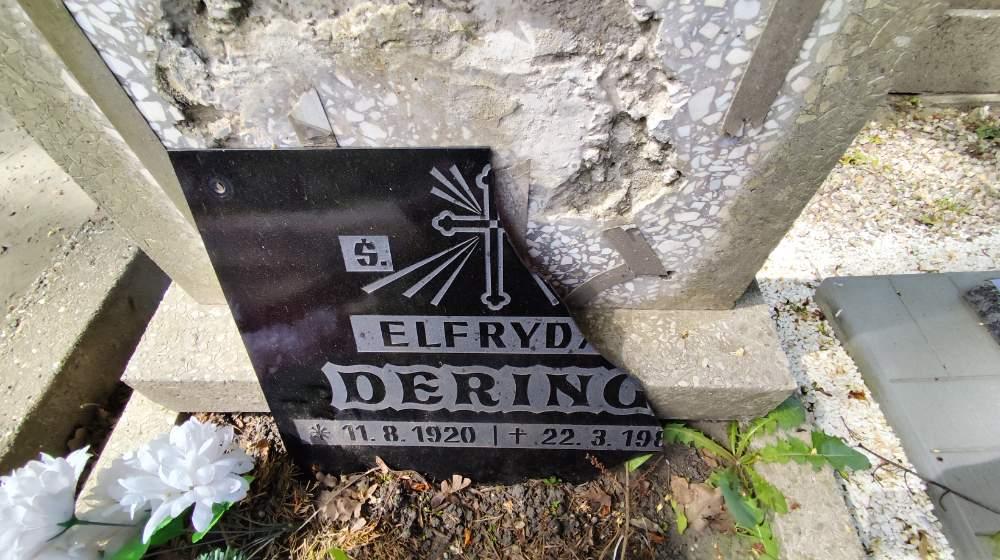 Ś.
ELFRYDA
DERING
* 11.8.1920 | ✝ 22.3.198